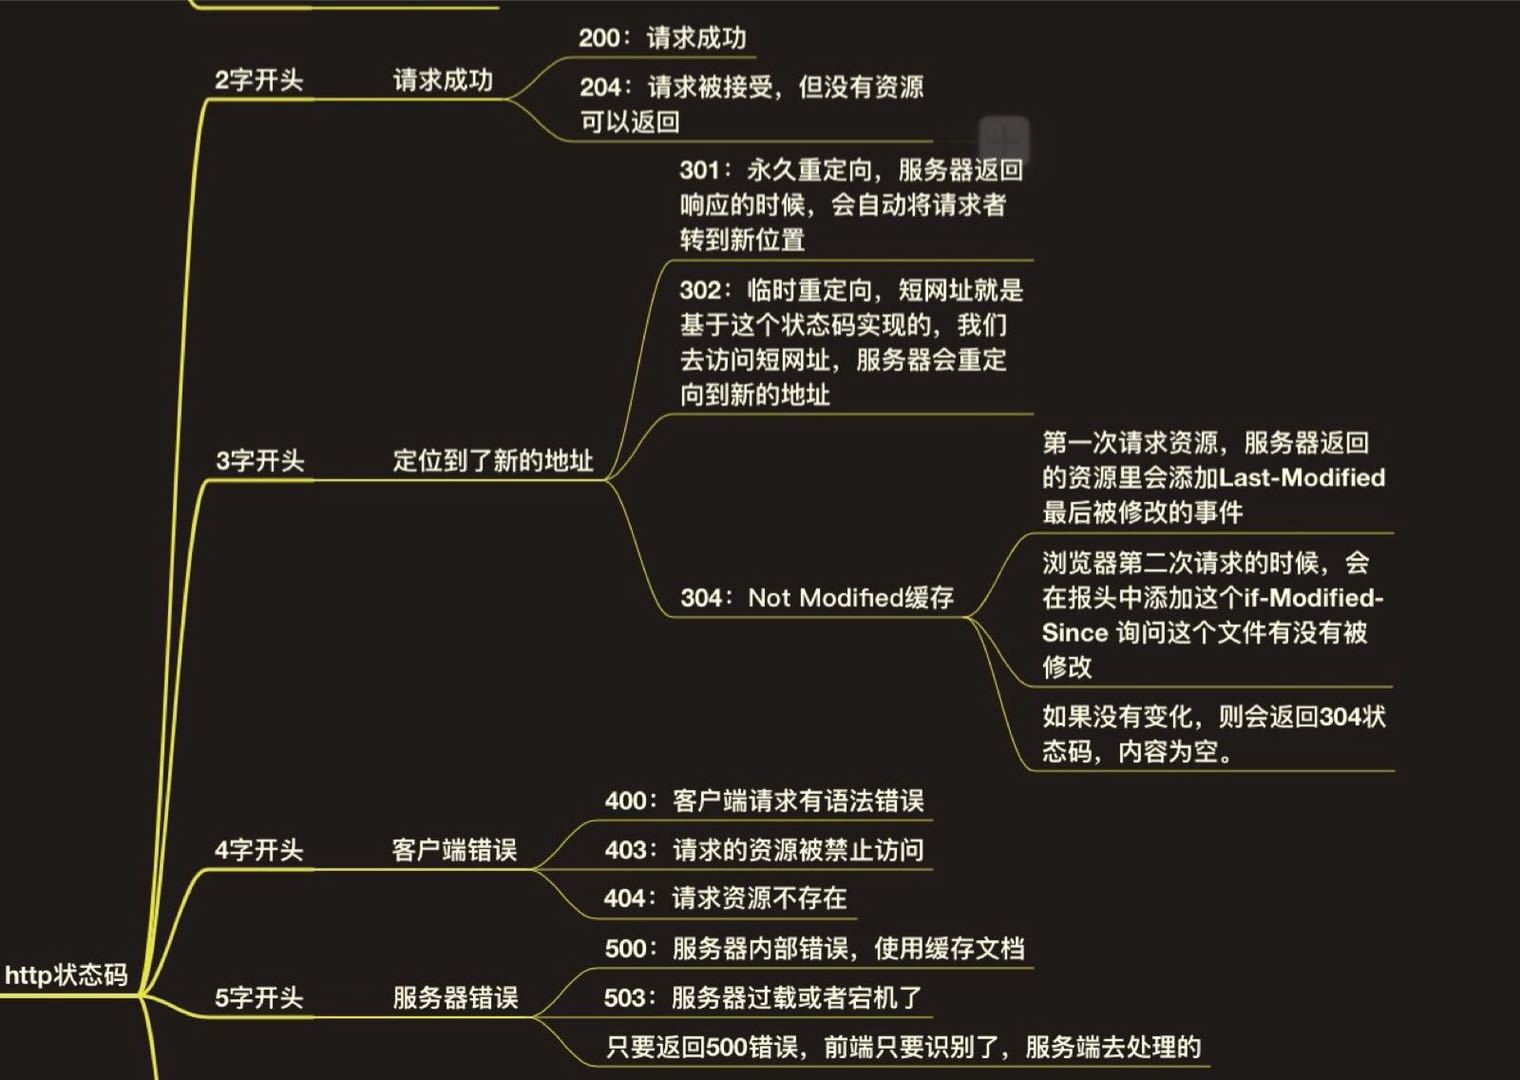 2字开头
请求成功
200：请求成功
204：请求被接受，但没有资源
可以返回
3字开头
定位到了新的地址
301：永久重定向，服务器返回
响应的时候，会自动将请求者
转到新位置
302：临时重定向，短网址就是
基于这个状态码实现的，我们
去访问短网址，服务器会重定
向到新的地址
304：Not Modified缓存
第一次请求资源，服务器返回
的资源里会添加Last-Modified
最后被修改的事件
浏览器第二次请求的时候，会
在报头中添加这个if-Modified-
Since 询问这个文件有没有被
修改
如果没有变化，则会返回304状
态码，内容为空。
4字开头
客户端错误
400：客户端请求有语法错误
403：请求的资源被禁止访问
404：请求资源不存在
http状态码
5字开头
服务器错误
500：服务器内部错误，使用缓存文档
503：服务器过载或者宕机了
只要返回500错误，前端只要识别了，服务端去处理的